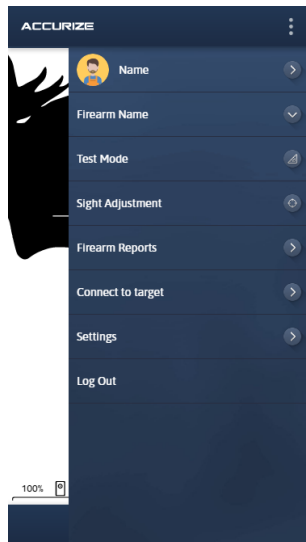 ACCURIZE
Name
Firearm Name
Test Mode
Sight Adjustment
Firearm Reports
Connect to target
Settings
Log Out
100%